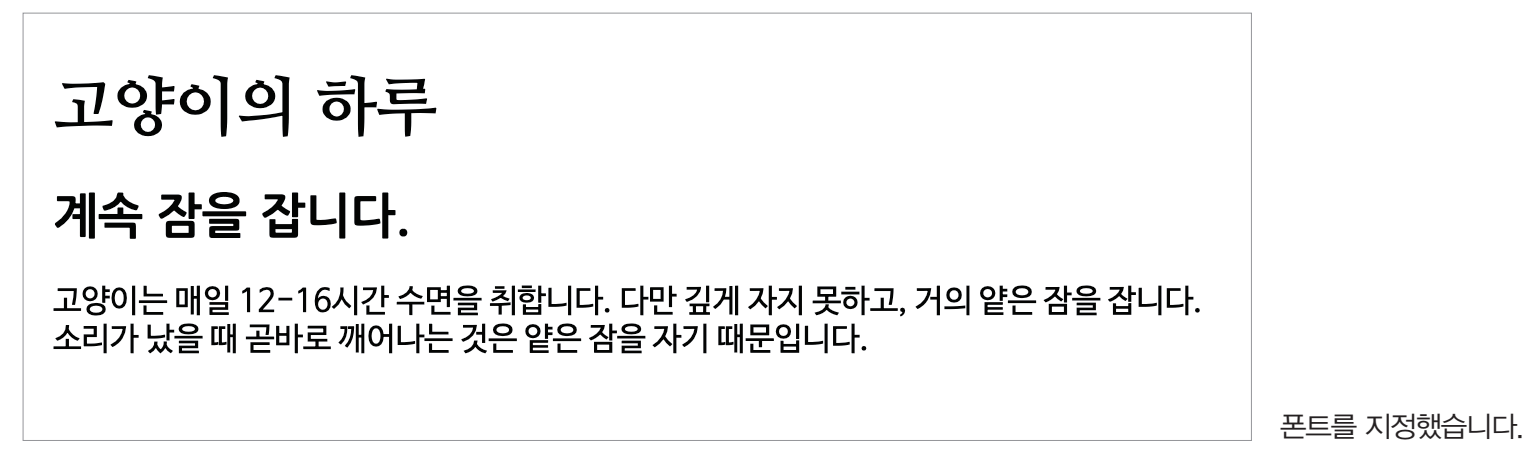 고양이의 하루
계속 잠을 잡니다.
고양이는 매일 12-16시간 수면을 취합니다. 다만 깊게 자지 못하고, 거의 얕은 잠을 잡니다.
소리가 났을 때 곧바로 깨어나는 것은 얕은 잠을 자기 때문입니다.
폰트를 지정했습니다.